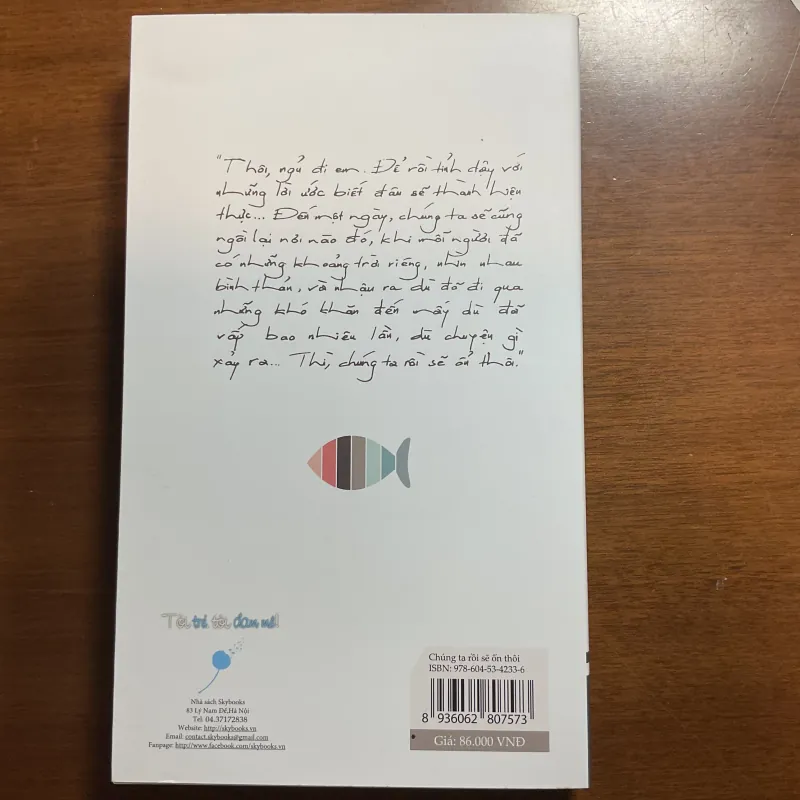 "Thôi, ngủ đi em. Để rồi tỉnh dậy với
những lời ước biết đâu sẽ thành hiện
thực... Đến một ngày, chúng ta sẽ cùng
ngồi lại nơi nào đó, khi mỗi người đã
có những khoảng trời riêng, nhìn nhau
bình thản, và nhận ra dù đã đi qua
những khó khăn đến mấy dù đã
vấp bao nhiêu lần, dù chuyện gì
xảy ra... Thì, chúng ta rồi sẽ ổn thôi."
Tôi trẻ tôi đam mê!
Nhà sách Skybooks
83 Lý Nam Đế, Hà Nội
Tel: 04.37172838
Website: http://skybooks.vn
Email: contact.skybooks@gmail.com
Fanpage: http://www.facebook.com/skybooks.vn
Chúng ta rồi sẽ ổn thôi
ISBN: 978-604-53-4233-6
8 936062 807573
Giá: 86.000 VNĐ